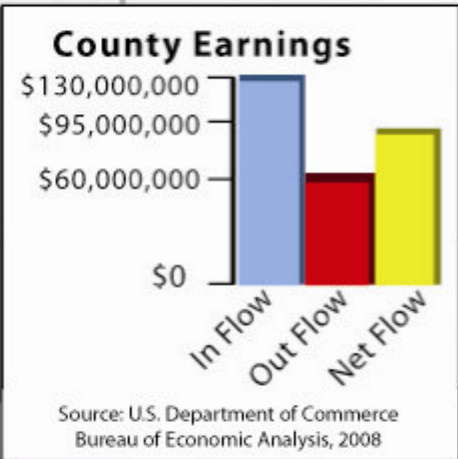 County Earnings
$130,000,000
$95,000,000
$60,000,000
$0
In Flow
Out Flow
Net Flow
Source: U.S. Department of Commerce
Bureau of Economic Analysis, 2008